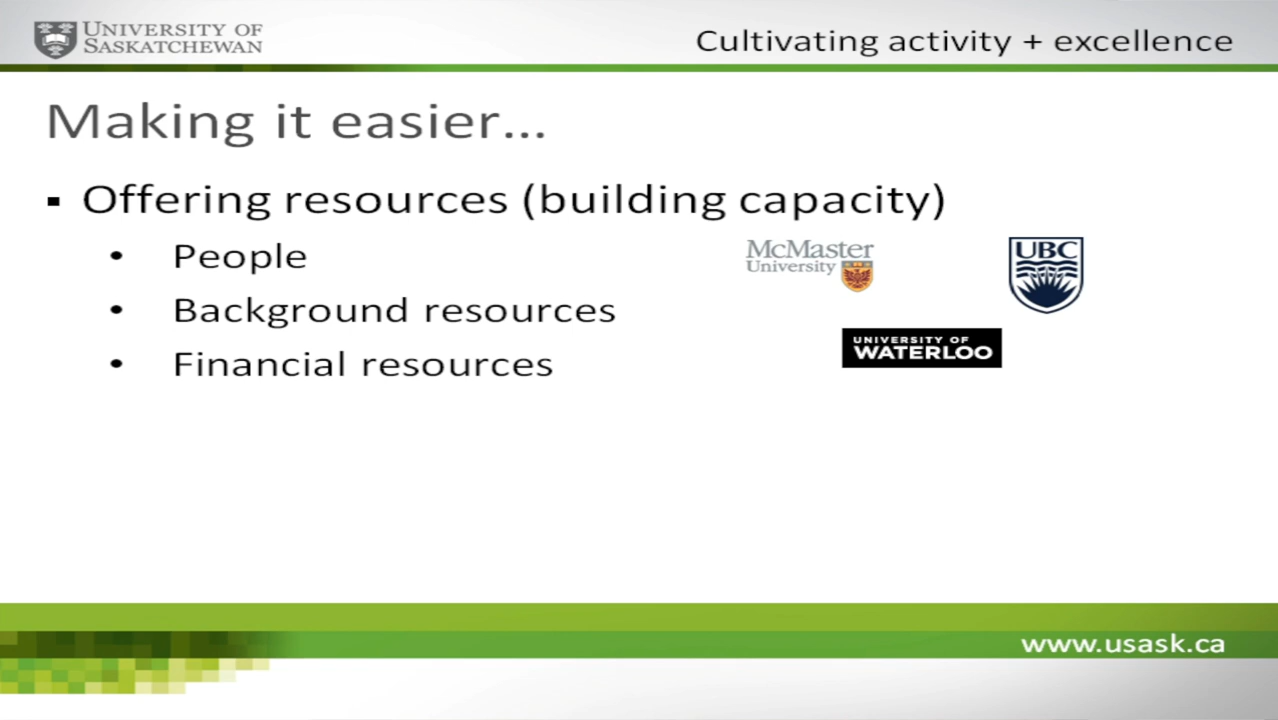 UNIVERSITY OF
SASKATCHEWAN
Cultivating activity + excellence
Making it easier...
▪ Offering resources (building capacity)
• People
• Background resources
• Financial resources
McMaster
University
UBC
UNIVERSITY OF
WATERLOO
www.usask.ca